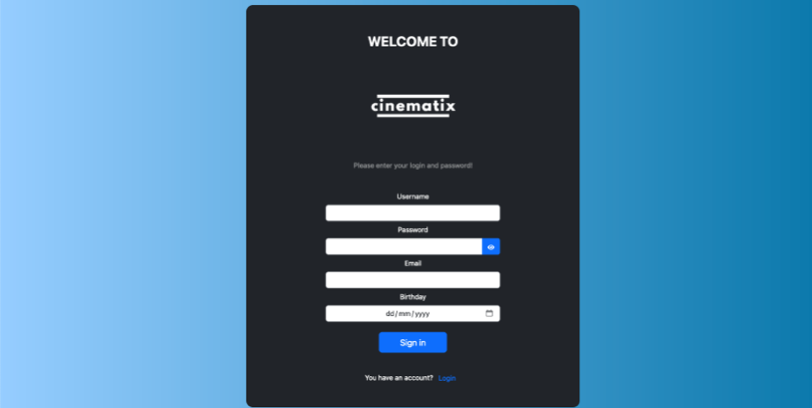 WELCOME TO
cinematix
Please enter your login and password!
Username
Password
Email
Birthday
dd/mm/yyyy
Sign in
You have an account? Login